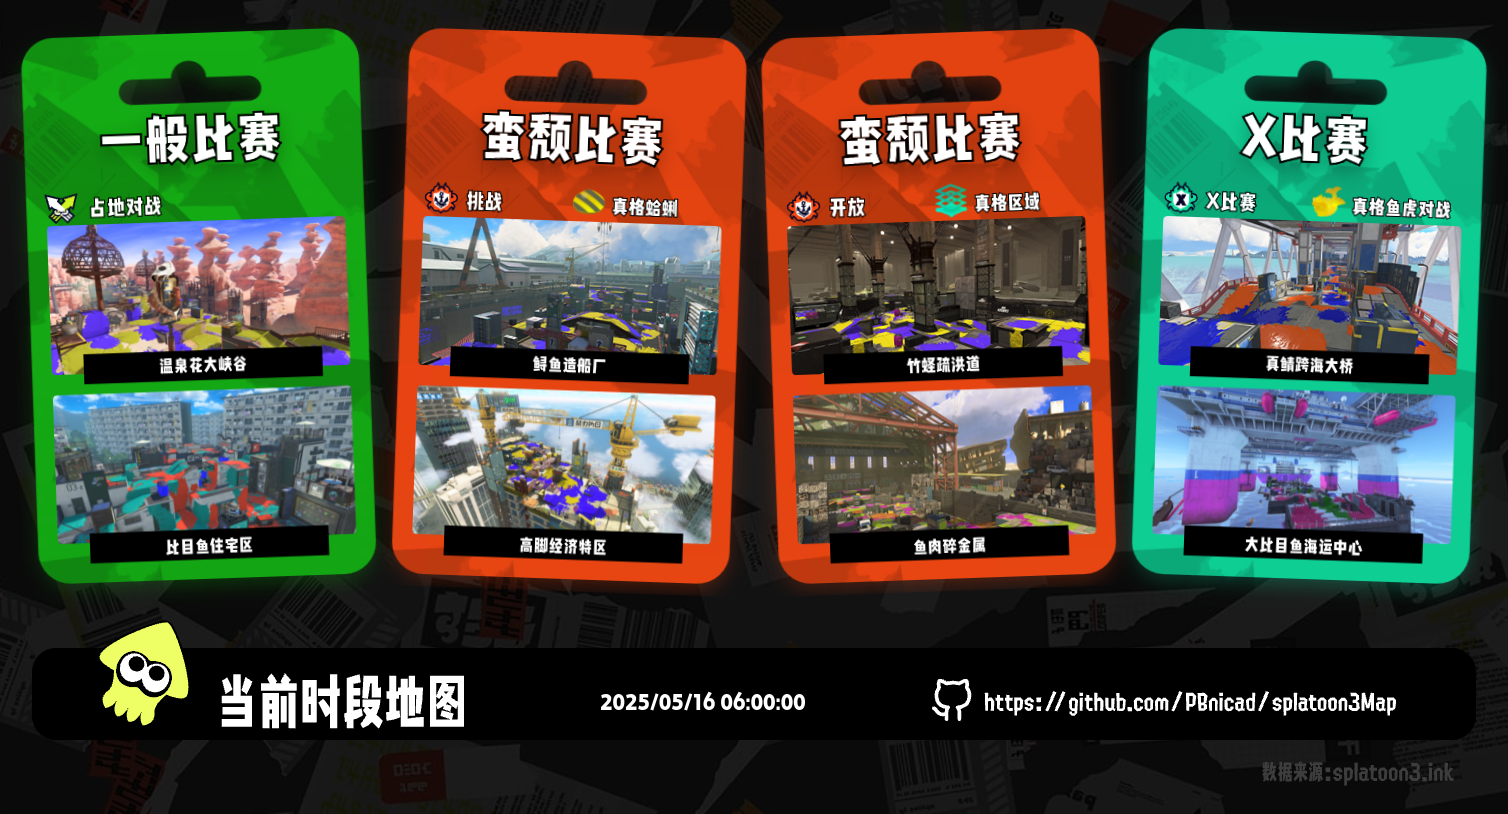 一般比赛
占地对战
温泉花大峡谷
比目鱼住宅区
蛮颓比赛
挑战
真格蛤蜊
鲟鱼造船厂
高脚经济特区
蛮颓比赛
开放
真格区域
竹蛏疏洪道
鱼肉碎金属
X比赛
X比赛
真格鱼虎对战
真鲭跨海大桥
大比目鱼海运中心
当前时段地图
2025/05/16 06:00:00
https://github.com/PBnicad/splatoon3Map
数据来源:splatoon3.ink